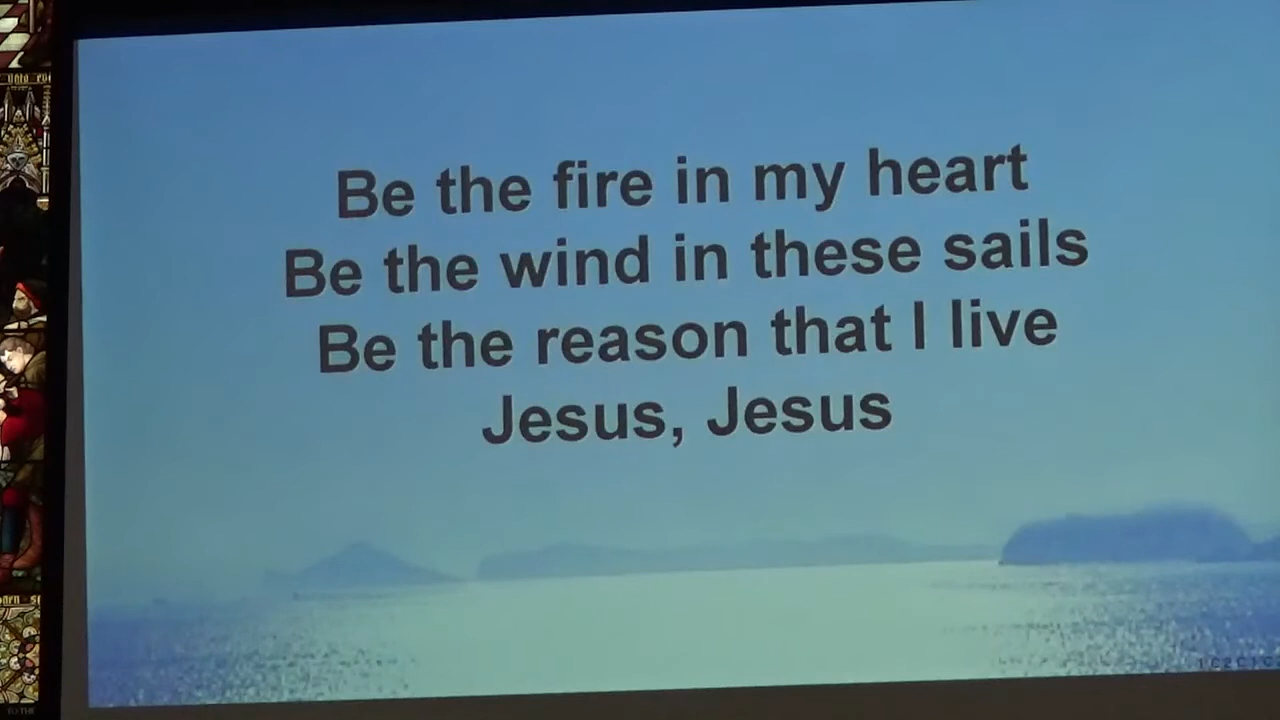 Be the fire in my heart
Be the wind in these sails
Be the reason that I live
Jesus, Jesus
1C2C1C